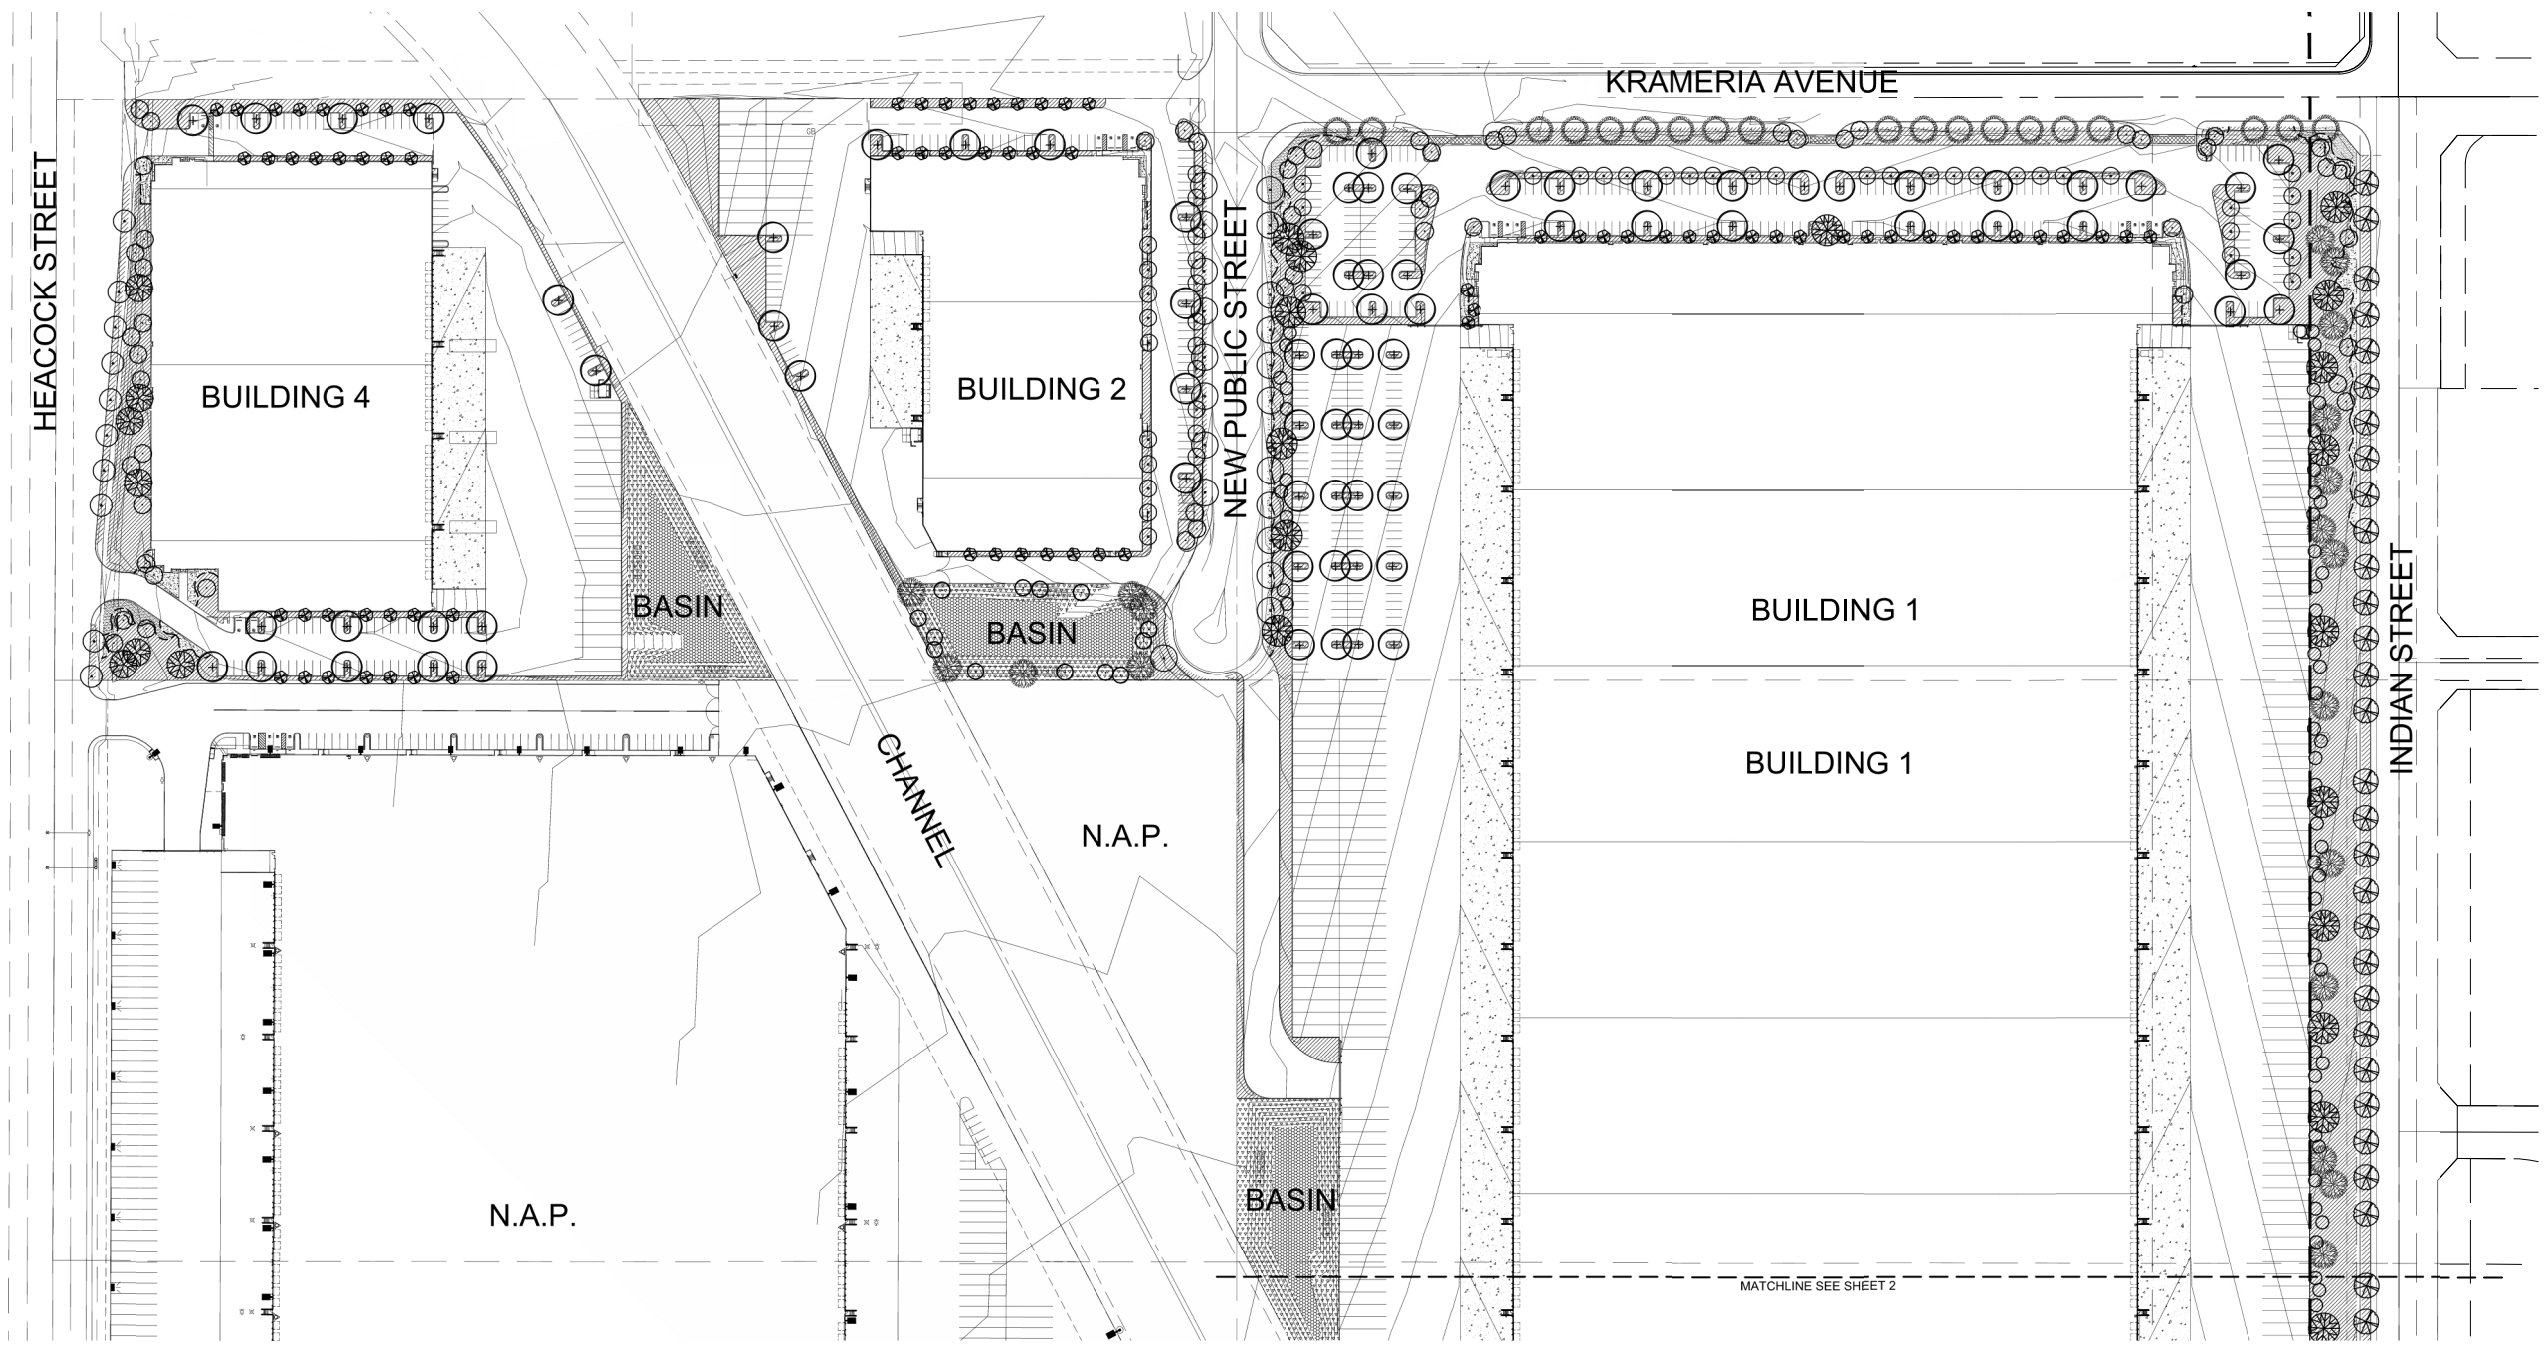 KRAMERIA AVENUE
HEACOCK STREET
NEW PUBLIC STREET
BUILDING 4
BUILDING 2
BASIN
BASIN
BUILDING 1
INDIAN STREET
BUILDING 1
CHANNEL
N.A.P.
BASIN
N.A.P.
MATCHLINE SEE SHEET 2